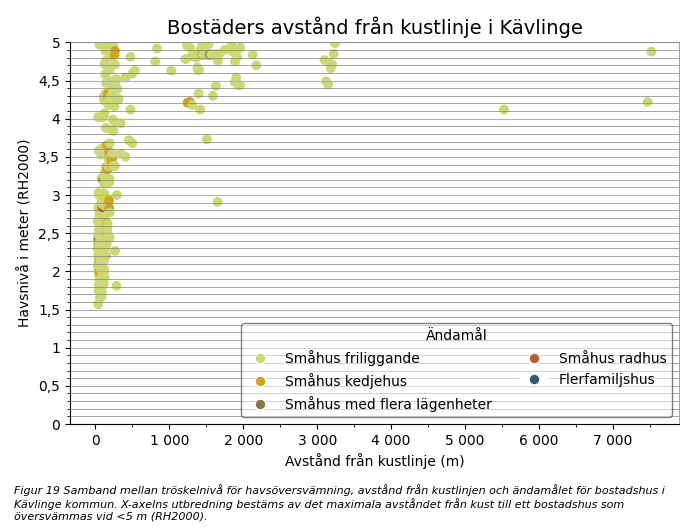 Bostäders avstånd från kustlinje i Kävlinge
Havsnivå i meter (RH2000)
5
4,5
4
3,5
3
2,5
2
1,5
1
0,5
0
Ändamål
Småhus friliggande
Småhus kedjehus
Småhus med flera lägenheter
Småhus radhus
Flerfamiljshus
0 1 000 2 000 3 000 4 000 5 000 6 000 7 000
Avstånd från kustlinje (m)
Figur 19 Samband mellan tröskelnivå för havsöversvämning, avstånd från kustlinjen och ändamålet för bostadshus i
Kävlinge kommun. X-axelns utbredning bestäms av det maximala avståndet från kust till ett bostadshus som
översvämmas vid <5 m (RH2000).